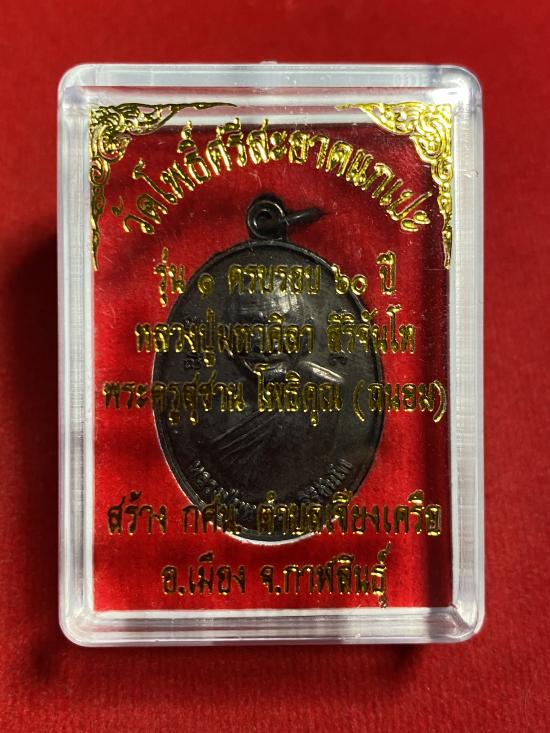 วัดโพธิ์ศรีสะอาดแกเปะ
รุ่น ๑ ครบรอบ ๖๐ ปี
หลวงปู่มหาศิลา สิริจันโท
พระครูสุชาน โพธิคุณ (ถนอม)
สร้าง กศน. ตำบลเชียงเครือ
อ.เมือง จ.กาฬสินธุ์